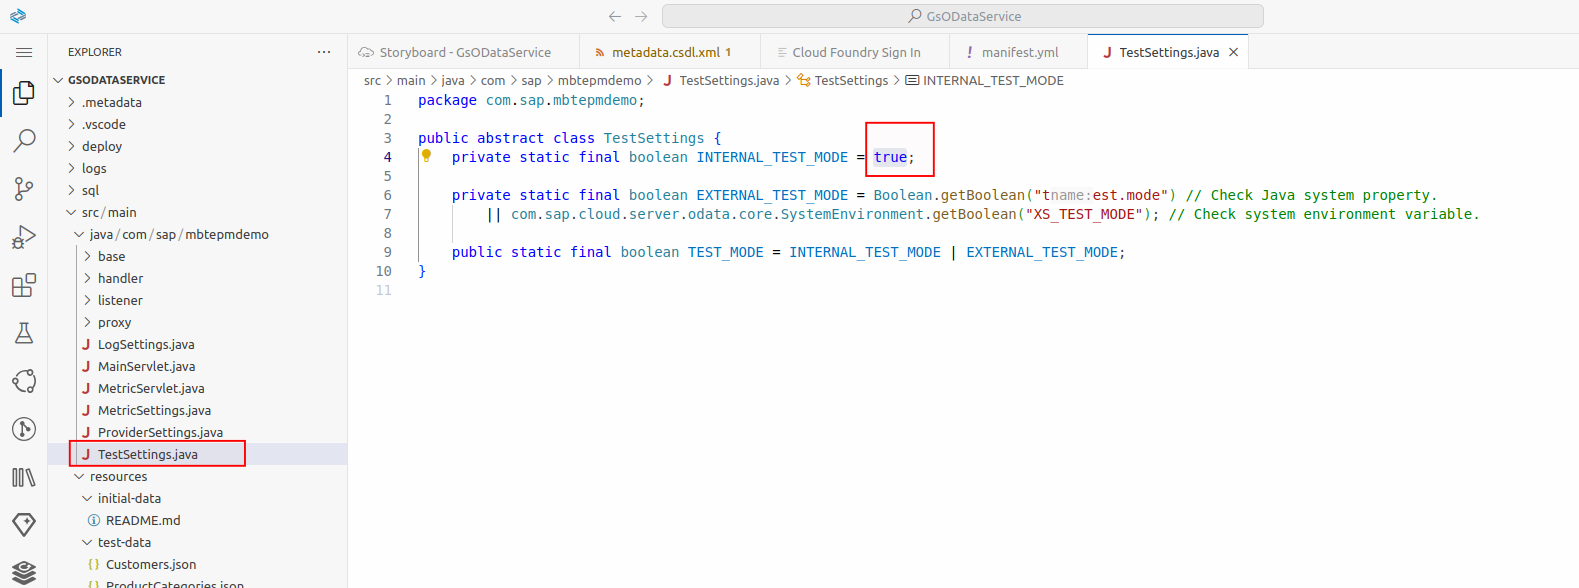 GsODataService
EXPLORER
GSODATASERVICE
.metadata
.vscode
deploy
logs
sql
src/main
java/com/sap/mbtepmdemo
base
handler
listener
proxy
J LogSettings.java
J MainServlet.java
J MetricServlet.java
J MetricSettings.java
J ProviderSettings.java
J TestSettings.java
resources
initial-data
README.md
test-data
{} Customers.json
{} ProductCategories.json
Storyboard - GsODataService
metadata.csdl.xml 1
Cloud Foundry Sign In
! manifest.yml
J TestSettings.java
src > main > java > com > sap > mbtepmdemo > J TestSettings.java > TestSettings > INTERNAL_TEST_MODE
1 package com.sap.mbtepmdemo;
2
3 public abstract class TestSettings {
4 private static final boolean INTERNAL_TEST_MODE = true;
5
6 private static final boolean EXTERNAL_TEST_MODE = Boolean.getBoolean("tname:est.mode") // Check Java system property.
7 || com.sap.cloud.server.odata.core.SystemEnvironment.getBoolean("XS_TEST_MODE"); // Check system environment variable.
8
9 public static final boolean TEST_MODE = INTERNAL_TEST_MODE | EXTERNAL_TEST_MODE;
10 }
11